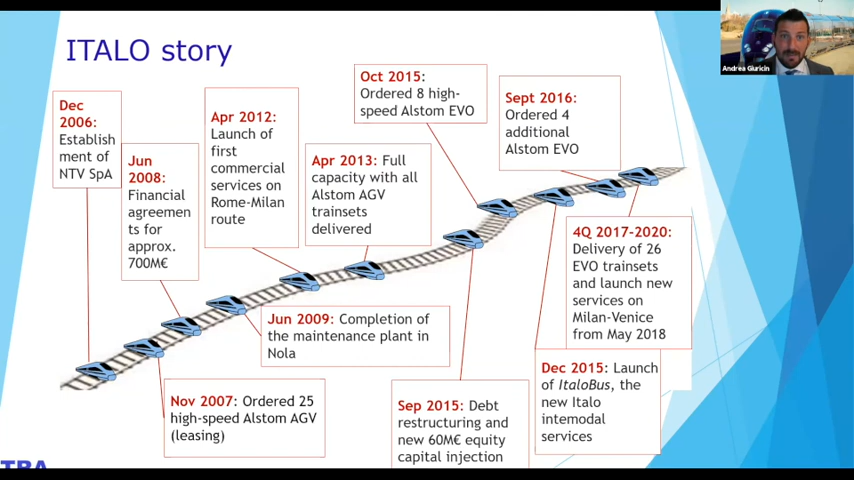 ITALO story
Andrea Giuricin
Dec
2006:
Establish
ment of
NTV SpA
Jun
2008:
Financial
agreemen
ts for
approx.
700M€
Apr 2012:
Launch of
first
commercial
services on
Rome-Milan
route
Apr 2013: Full
capacity with all
Alstom AGV
trainsets
delivered
Oct 2015:
Ordered 8 high-
speed Alstom EVO
Sept 2016:
Ordered 4
additional
Alstom EVO
4Q 2017-2020:
Delivery of 26
EVO trainsets
and launch new
services on
Milan-Venice
from May 2018
Jun 2009: Completion of
the maintenance plant in
Nola
Nov 2007: Ordered 25
high-speed Alstom AGV
(leasing)
Sep 2015: Debt
restructuring and
new 60M€ equity
capital injection
Dec 2015: Launch
of ItaloBus, the
new Italo
intemodal
services
TRA